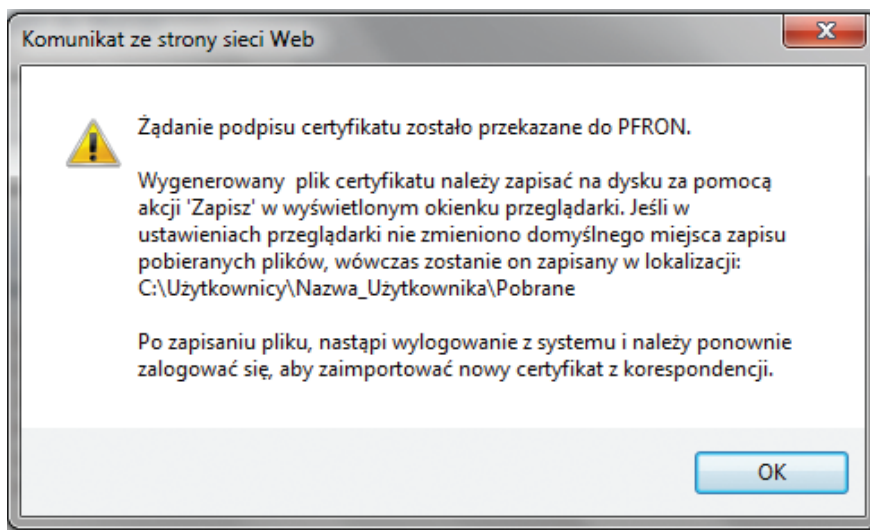 Komunikat ze strony sieci Web
Żądanie podpisu certyfikatu zostało przekazane do PFRON.
Wygenerowany  plik certyfikatu należy zapisać na dysku za pomocą
akcji 'Zapisz' w wyświetlonym okienku przeglądarki. Jeśli w
ustawieniach przeglądarki nie zmieniono domyślnego miejsca zapisu
pobieranych plików, wówczas zostanie on zapisany w lokalizacji:
C:\Użytkownicy\Nazwa_Użytkownika\Pobrane
Po zapisaniu pliku, nastąpi wylogowanie z systemu i należy ponownie
zalogować się, aby zaimportować nowy certyfikat z korespondencji.
OK